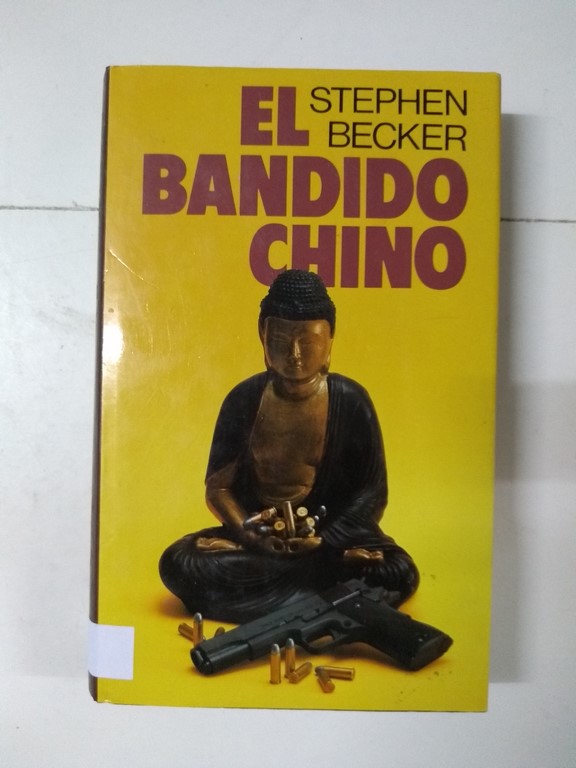 EL
STEPHEN
BECKER
BANDIDO
CHINO